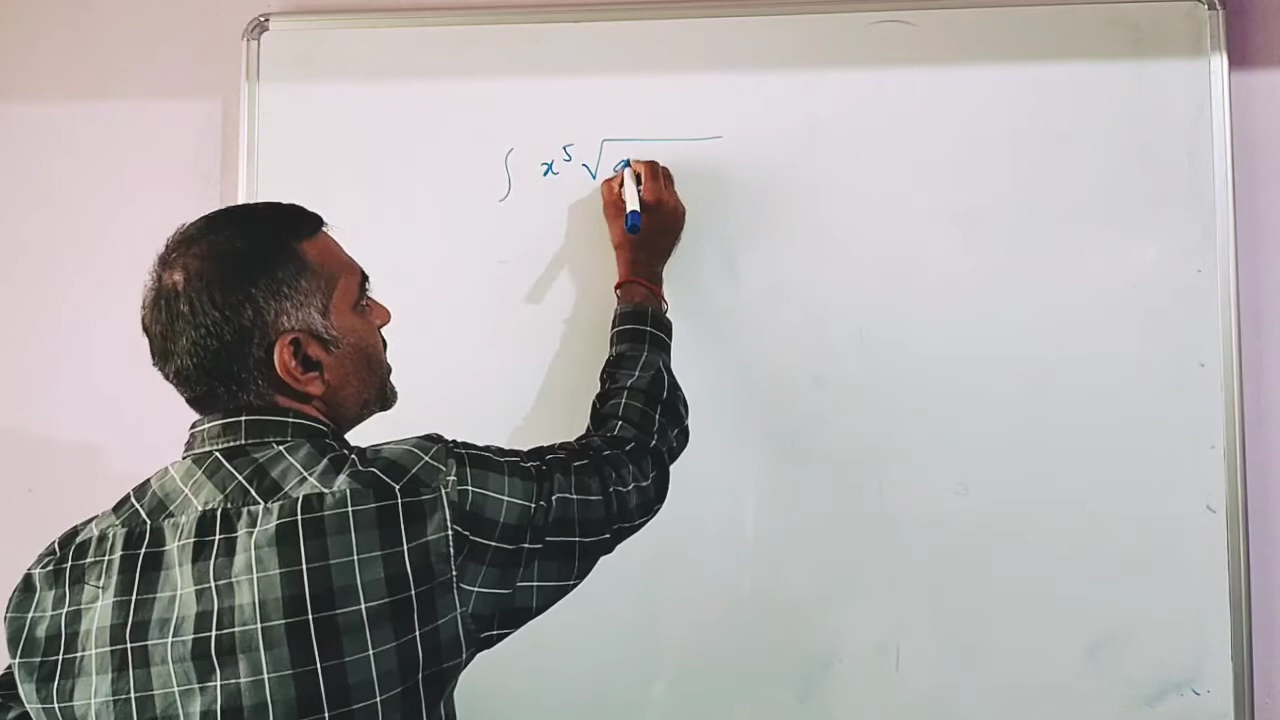 ∫ x⁵ √a